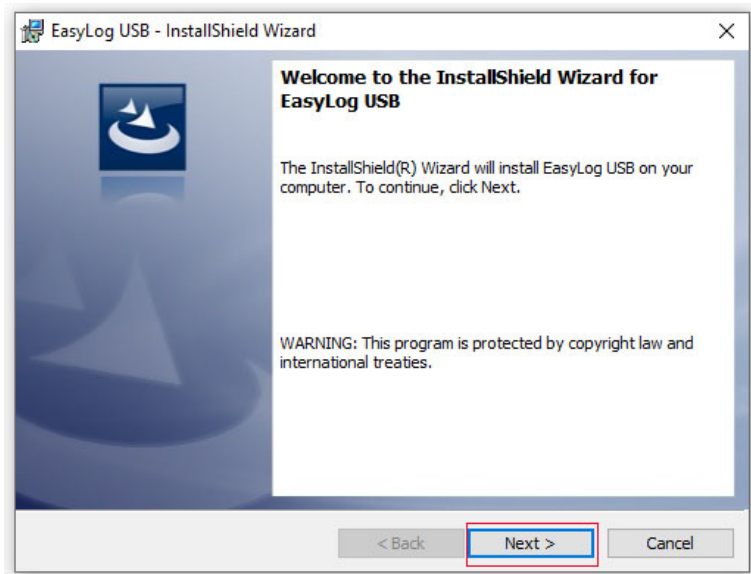 EasyLog USB - InstallShield Wizard
Welcome to the InstallShield Wizard for
EasyLog USB
The InstallShield(R) Wizard will install EasyLog USB on your
computer. To continue, click Next.
WARNING: This program is protected by copyright law and
international treaties.
< Back
Next >
Cancel